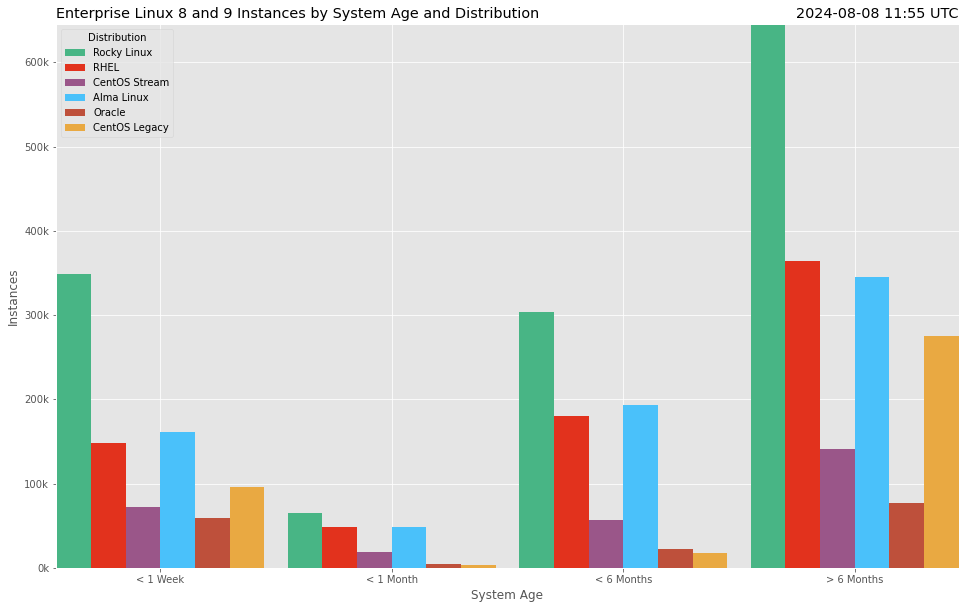 Enterprise Linux 8 and 9 Instances by System Age and Distribution
2024-08-08 11:55 UTC
Distribution
Rocky Linux
RHEL
CentOS Stream
Alma Linux
Oracle
CentOS Legacy
600k
500k
400k
300k
200k
100k
0k
Instances
< 1 Week
< 1 Month
< 6 Months
> 6 Months
System Age